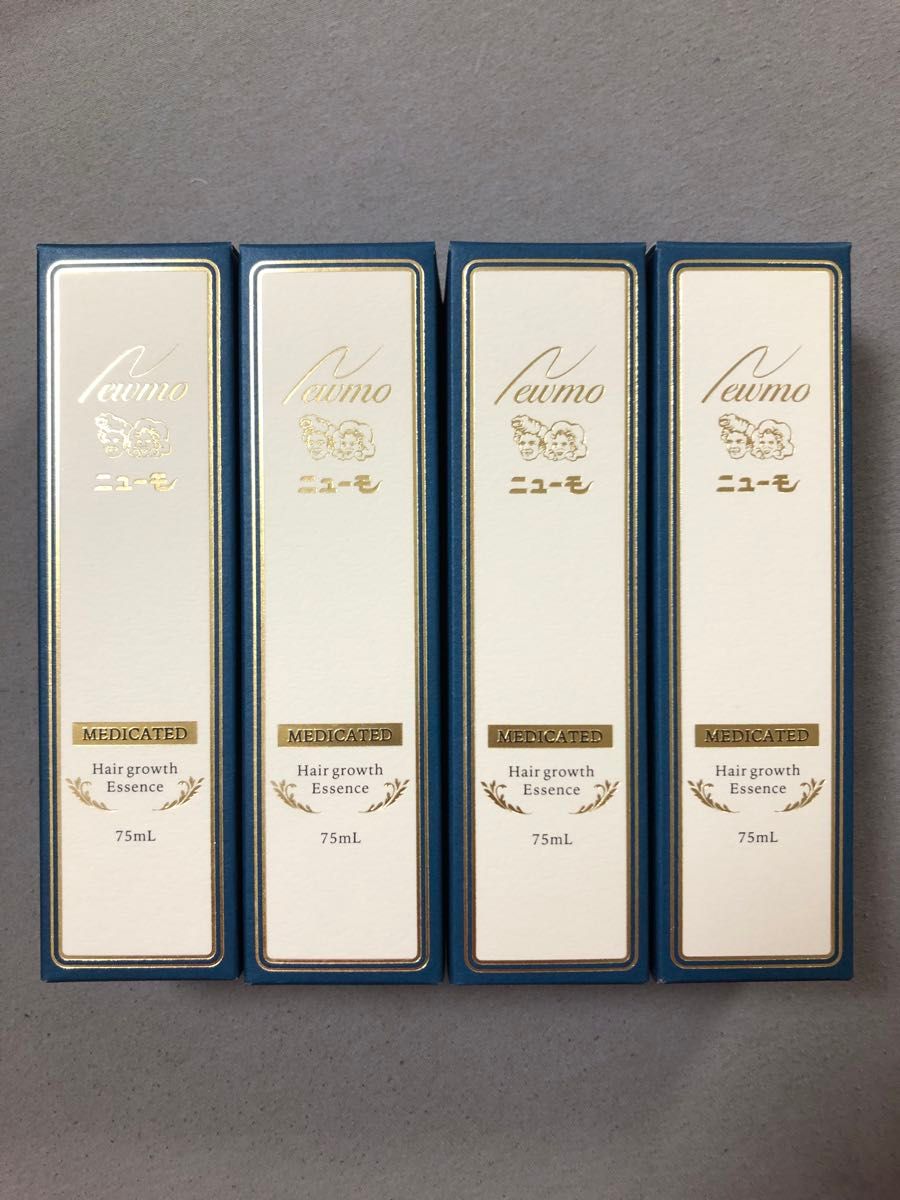 Newmo
ニューモ
MEDICATED
Hair growth
Essence
75mL
Newmo
ニューモ
MEDICATED
Hair growth
Essence
75mL
Newmo
ニューモ
MEDICATED
Hair growth
Essence
75mL
Newmo
ニューモ
MEDICATED
Hair growth
Essence
75mL